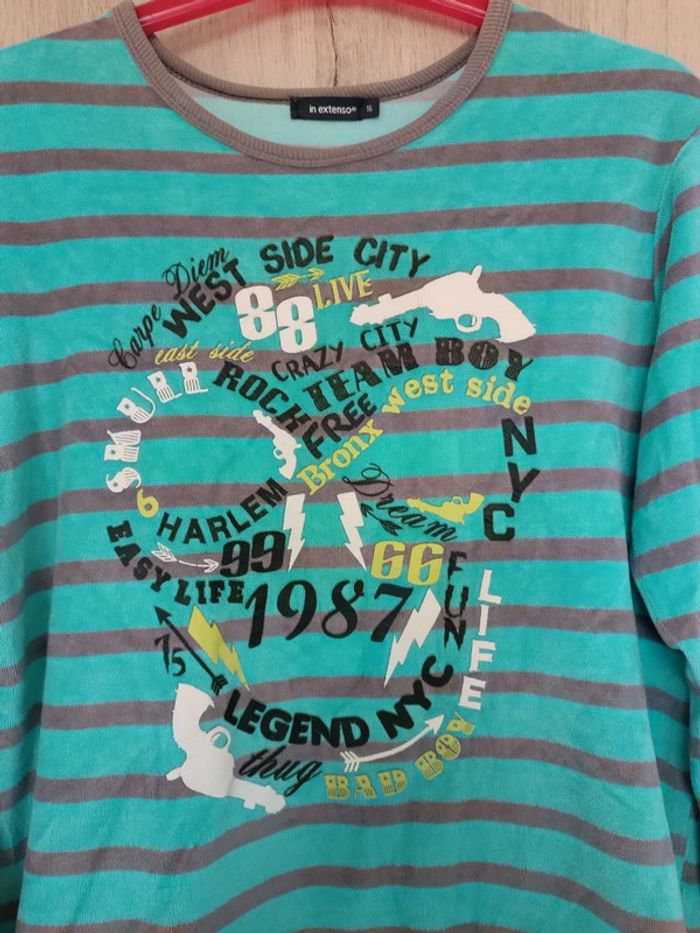 in extenso® 16
Carpe Diem
WEST SIDE CITY
88 LIVE
east side
CRAZY CITY
SKULL ROCK TEAM BOY
FREE
Bronx west side
NYC
9
HARLEM
Dream
EASY LIFE 99 66 FUN
1987
LIFE
75
LEGEND NYC
thug BAD BOY